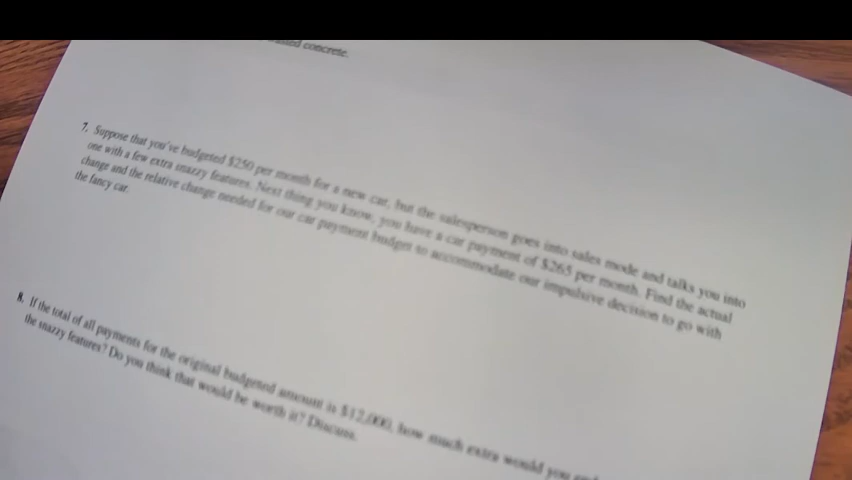 concrete.
7. Suppose that you've budgeted $250 per month for a new car, but the salesperson goes into sales mode and talks you into
one with a few extra snazzy features. Next thing you know, you have a car payment of $265 per month. Find the actual
change and the relative change needed for our car payment budget to accommodate our impulsive decision to go with
the fancy car.
8. If the total of all payments for the original budgeted amount is $12,000, how much extra would you
the snazzy features? Do you think that would be worth it? Discuss.